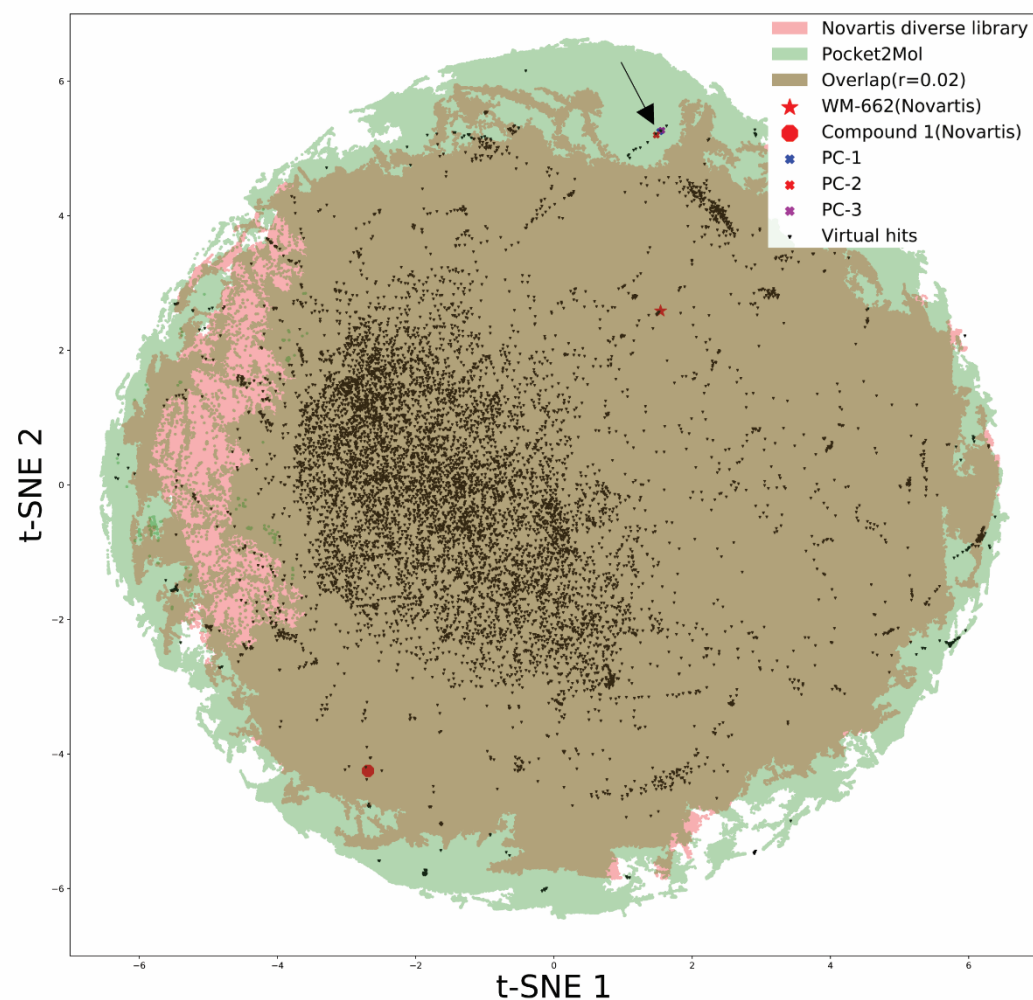 Novartis diverse library
Pocket2Mol
Overlap(r=0.02)
WM-662(Novartis)
Compound 1(Novartis)
PC-1
PC-2
PC-3
Virtual hits
6
4
2
0
−2
−4
−6
t-SNE 2
−6
−4
−2
0
2
4
6
t-SNE 1